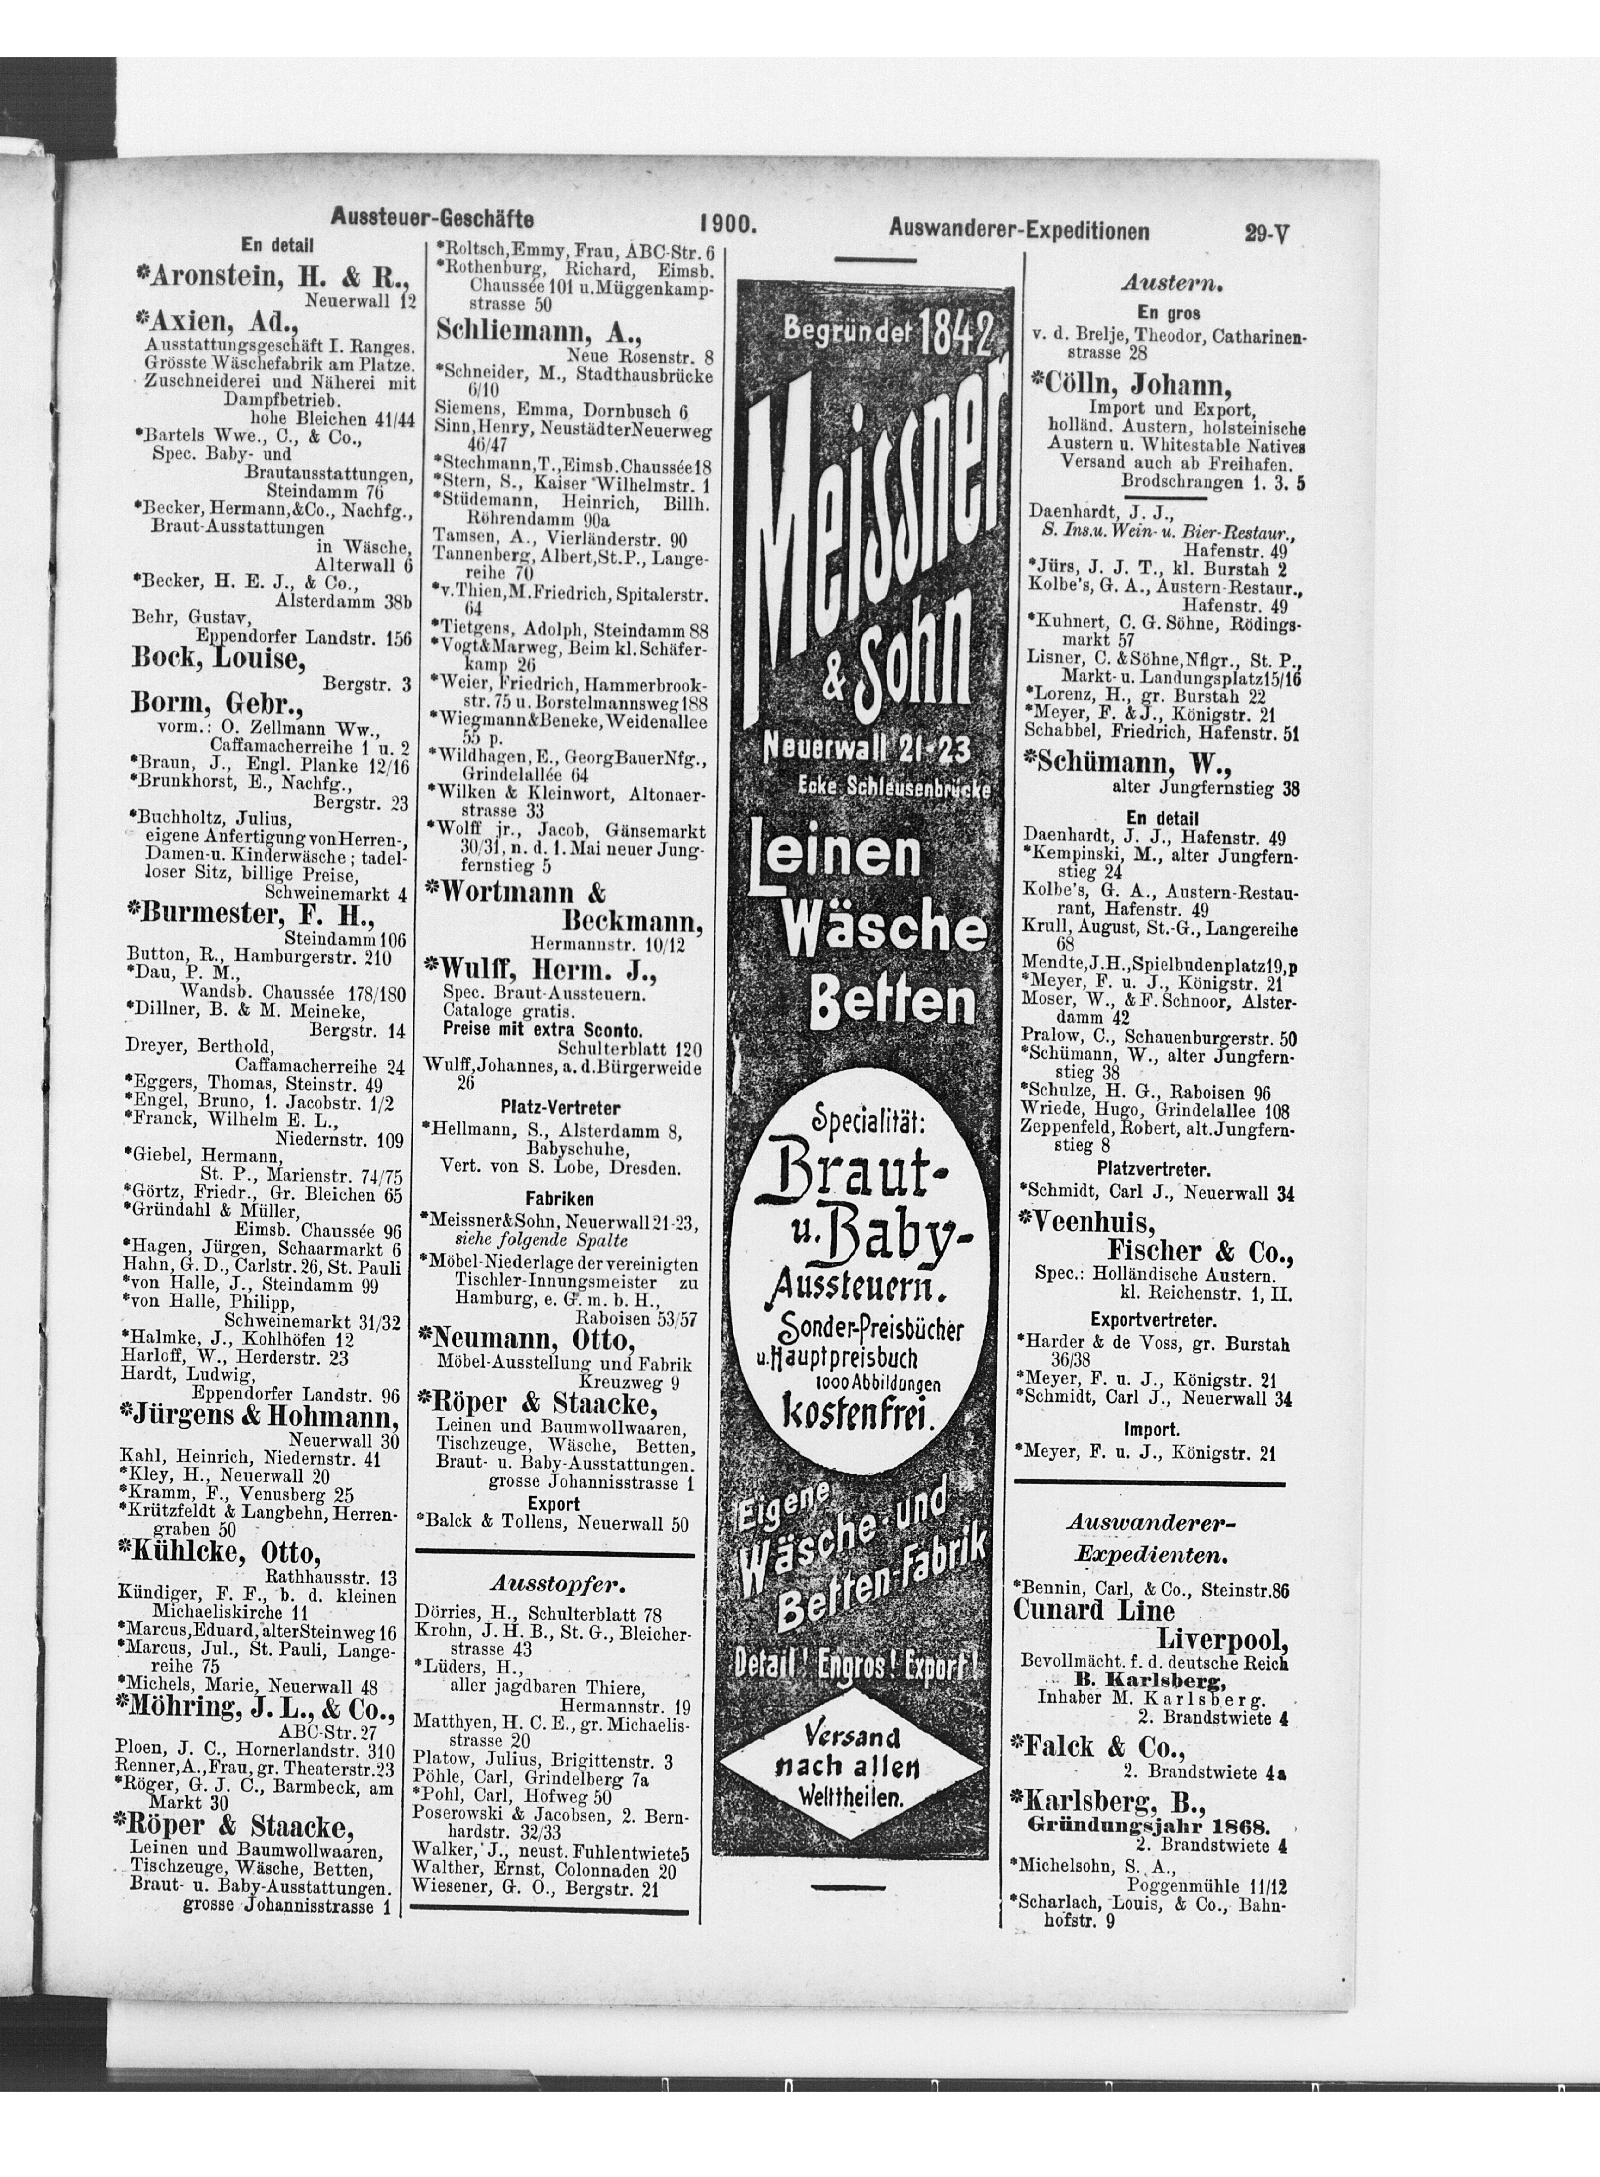 Aussteuer-Geschäfte 1900. Auswanderer-Expeditionen 29-V
En detail
*Aronstein, H. & R.,
Neuerwall 12
*Axien, Ad.,
Ausstattungsgeschäft I. Ranges.
Grösste Wäschefabrik am Platze.
Zuschneiderei und Näherei mit
Dampfbetrieb.
hohe Bleichen 41/44
*Bartels Wwe., C., & Co.,
Spec. Baby- und
Brautausstattungen,
Steindamm 76
*Becker, Hermann,&Co., Nachfg.,
Braut-Ausstattungen
in Wäsche,
Alterwall 6
*Becker, H. E. J., & Co.,
Alsterdamm 38b
Behr, Gustav,
Eppendorfer Landstr. 156
Bock, Louise,
Bergstr. 3
Borm, Gebr.,
vorm.: O. Zellmann Ww.,
Caffamacherreihe 1 u. 2
*Braun, J., Engl. Planke 12/16
*Brunkhorst, E., Nachfg.,
Bergstr. 23
*Buchholtz, Julius,
eigene Anfertigung von Herren-,
Damen-u. Kinderwäsche; tadel-
loser Sitz, billige Preise,
Schweinemarkt 4
*Burmester, F. H.,
Steindamm 106
Button, R., Hamburgerstr. 210
*Dau, P. M.,
Wandsb. Chaussée 178/180
*Dillner, B. & M. Meineke,
Bergstr. 14
Dreyer, Berthold,
Caffamacherreihe 24
*Eggers, Thomas, Steinstr. 49
*Engel, Bruno, 1. Jacobstr. 1/2
*Franck, Wilhelm E. L.,
Niedernstr. 109
*Giebel, Hermann,
St. P., Marienstr. 74/75
*Görtz, Friedr., Gr. Bleichen 65
*Gründahl & Müller,
Eimsb. Chaussée 96
*Hagen, Jürgen, Schaarmarkt 6
Hahn, G. D., Carlstr. 26, St. Pauli
*von Halle, J., Steindamm 99
*von Halle, Philipp,
Schweinemarkt 31/32
*Halmke, J., Kohlhöfen 12
Harloff, W., Herderstr. 23
Hardt, Ludwig,
Eppendorfer Landstr. 96
*Jürgens & Hohmann,
Neuerwall 30
Kahl, Heinrich, Niedernstr. 41
*Kley, H., Neuerwall 20
*Kramm, F., Venusberg 25
*Krützfeldt & Langbehn, Herren-
graben 50
*Kühlcke, Otto,
Rathhausstr. 13
Kündiger, F. F., b. d. kleinen
Michaeliskirche 11
*Marcus,Eduard,alterSteinweg 16
*Marcus, Jul., St. Pauli, Lange-
reihe 75
*Michels, Marie, Neuerwall 48
*Möhring, J. L., & Co.,
ABC-Str. 27
Ploen, J. C., Hornerlandstr. 310
Renner,A.,Frau, gr. Theaterstr.23
*Röger, G. J. C., Barmbeck, am
Markt 30
*Röper & Staacke,
Leinen und Baumwollwaaren,
Tischzeuge, Wäsche, Betten,
Braut- u. Baby-Ausstattungen.
grosse Johannisstrasse 1
*Roltsch, Emmy, Frau, ABC-Str. 6
*Rothenburg, Richard, Eimsb.
Chaussée 101 u. Müggenkamp-
strasse 50
Schliemann, A.,
Neue Rosenstr. 8
*Schneider, M., Stadthausbrücke
6/10
Siemens, Emma, Dornbusch 6
Sinn,Henry, NeustädterNeuerweg
46/47
*Stechmann,T.,Eimsb.Chaussée18
*Stern, S., Kaiser Wilhelmstr. 1
*Stüdemann, Heinrich, Billh.
Röhrendamm 90a
Tamsen, A., Vierländerstr. 90
Tannenberg, Albert,St.P., Lange-
reihe 70
*v.Thien,M.Friedrich, Spitalerstr.
64
*Tietgens, Adolph, Steindamm 88
*Vogt&Marweg, Beim kl. Schäfer-
kamp 26
*Weier, Friedrich, Hammerbrook-
str. 75 u. Borstelmannsweg188
*Wiegmann&Beneke, Weidenallee
55 p.
*Wildhagen, E., Georg Bauer Nfg.,
Grindelallée 64
*Wilken & Kleinwort, Altonaer-
strasse 33
*Wolff jr., Jacob, Gänsemarkt
30/31, n. d. 1. Mai neuer Jung-
fernstieg 5
*Wortmann &
Beckmann,
Hermannstr. 10/12
*Wulff, Herm. J.,
Spec. Braut-Aussteuern.
Cataloge gratis.
Preise mit extra Sconto.
Schulterblatt 120
Wulff,Johannes, a. d. Bürgerweide
26
Platz-Vertreter
*Hellmann, S., Alsterdamm 8,
Babyschuhe,
Vert. von S. Lobe, Dresden.
Fabriken
*Meissner&Sohn, Neuerwall 21-23,
siehe folgende Spalte
*Möbel-Niederlage der vereinigten
Tischler-Innungsmeister zu
Hamburg, e. G. m. b. H.,
Raboisen 53/57
*Neumann, Otto,
Möbel-Ausstellung und Fabrik
Kreuzweg 9
*Röper & Staacke,
Leinen und Baumwollwaaren,
Tischzeuge, Wäsche, Betten,
Braut- u. Baby-Ausstattungen.
grosse Johannisstrasse 1
Export
*Balck & Tollens, Neuerwall 50
Ausstopfer.
Dörries, H., Schulterblatt 78
Krohn, J. H. B., St. G., Bleicher-
strasse 43
*Lüders, H.,
aller jagdbaren Thiere,
Hermannstr. 19
Matthyen, H. C. E., gr. Michaelis-
strasse 20
Platow, Julius, Brigittenstr. 3
Pöhle, Carl, Grindelberg 7a
*Pohl, Carl, Hofweg 50
Poserowski & Jacobsen, 2. Bern-
hardstr. 32/33
Walker, J., neust. Fuhlentwiete5
Walther, Ernst, Colonnaden 20
Wiesener, G. O., Bergstr. 21
Begründet 1842
Meissner
& Sohn
Neuerwall 21-23
Ecke Schleusenbrücke
Leinen
Wäsche
Betten
Specialität:
Braut-
u. Baby-
Aussteuern.
Sonder-Preisbücher
u. Hauptpreisbuch
1000 Abbildungen
kostenfrei.
Eigene
Wäsche- und
Betten-Fabrik
Detail! Engros! Export!
Versand
nach allen
Welttheilen.
Austern.
En gros
v. d. Brelje, Theodor, Catharinen-
strasse 28
*Cölln, Johann,
Import und Export,
holländ. Austern, holsteinische
Austern u. Whitestable Natives
Versand auch ab Freihafen.
Brodschrangen 1. 3. 5
Daenhardt, J. J.,
S. Ins. u. Wein- u. Bier-Restaur.,
Hafenstr. 49
*Jürs, J. J. T., kl. Burstah 2
Kolbe's, G. A., Austern-Restaur.,
Hafenstr. 49
*Kuhnert, C. G. Söhne, Rödings-
markt 57
Lisner, C. & Söhne, Nflgr., St. P.,
Markt- u. Landungsplatz15/16
*Lorenz, H., gr. Burstah 22
*Meyer, F. & J., Königstr. 21
Schabbel, Friedrich, Hafenstr. 51
*Schümann, W.,
alter Jungfernstieg 38
En detail
Daenhardt, J. J., Hafenstr. 49
*Kempinski, M., alter Jungfern-
stieg 24
Kolbe's, G. A., Austern-Restau-
rant, Hafenstr. 49
Krull, August, St.-G., Langereihe
68
Mendte,J.H.,Spielbudenplatz19,p
*Meyer, F. u. J., Königstr. 21
Moser, W., & F. Schnoor, Alster-
damm 42
Pralow, C., Schauenburgerstr. 50
*Schümann, W., alter Jungfern-
stieg 38
*Schulze, H. G., Raboisen 96
Wriede, Hugo, Grindelallee 108
Zeppenfeld, Robert, alt. Jungfern-
stieg 8
Platzvertreter.
*Schmidt, Carl J., Neuerwall 34
*Veenhuis,
Fischer & Co.,
Spec.: Holländische Austern.
kl. Reichenstr. 1, II.
Exportvertreter.
*Harder & de Voss, gr. Burstah
36/38
*Meyer, F. u. J., Königstr. 21
*Schmidt, Carl J., Neuerwall 34
Import.
*Meyer, F. u. J., Königstr. 21
Auswanderer-
Expedienten.
*Bennin, Carl, & Co., Steinstr.86
Cunard Line
Liverpool,
Bevollmächt. f. d. deutsche Reich
B. Karlsberg,
Inhaber M. Karlsberg.
2. Brandstwiete 4
*Falck & Co.,
2. Brandstwiete 4a
*Karlsberg, B.,
Gründungsjahr 1868.
2. Brandstwiete 4
*Michelsohn, S. A.,
Poggenmühle 11/12
*Scharlach, Louis, & Co., Bahn-
hofstr. 9